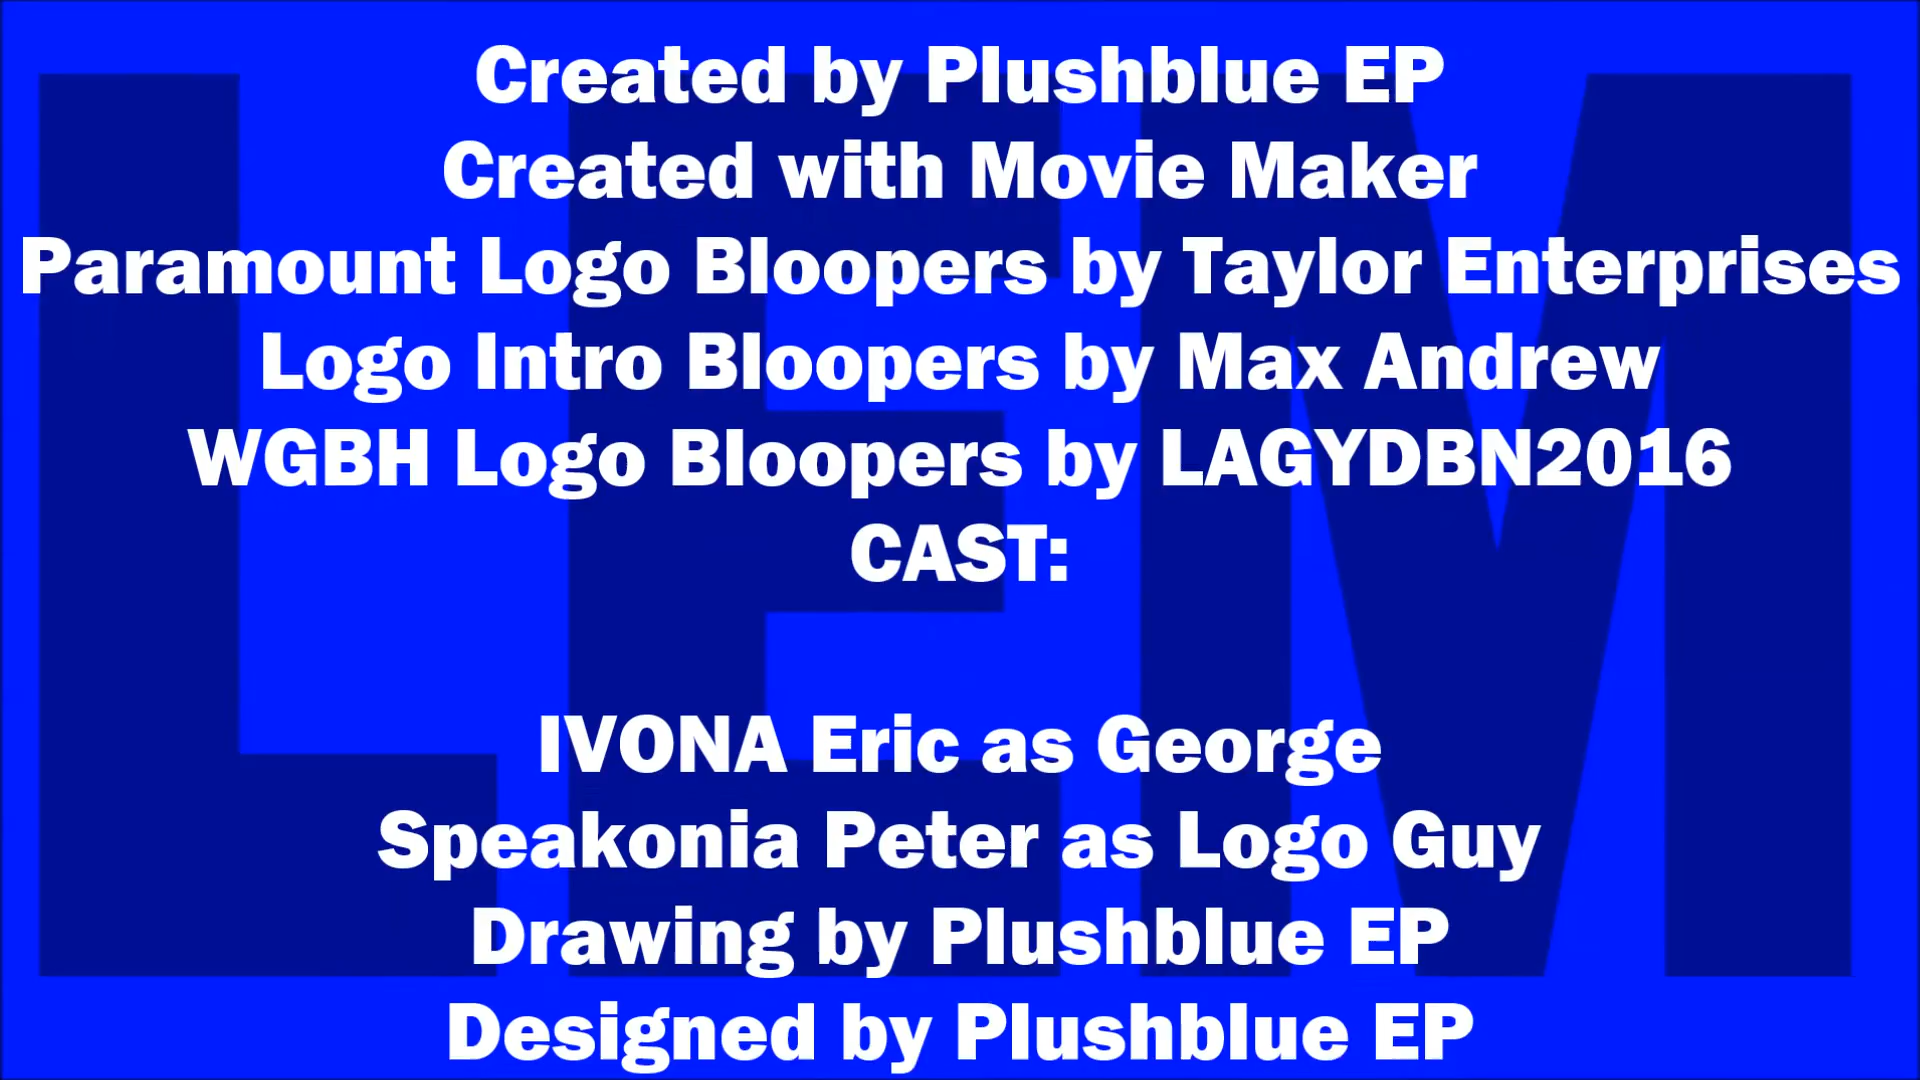 Created by Plushblue EP
Created with Movie Maker
Paramount Logo Bloopers by Taylor Enterprises
Logo Intro Bloopers by Max Andrew
WGBH Logo Bloopers by LAGYDBN2016
CAST:
IVONA Eric as George
Speakonia Peter as Logo Guy
Drawing by Plushblue EP
Designed by Plushblue EP
LEM